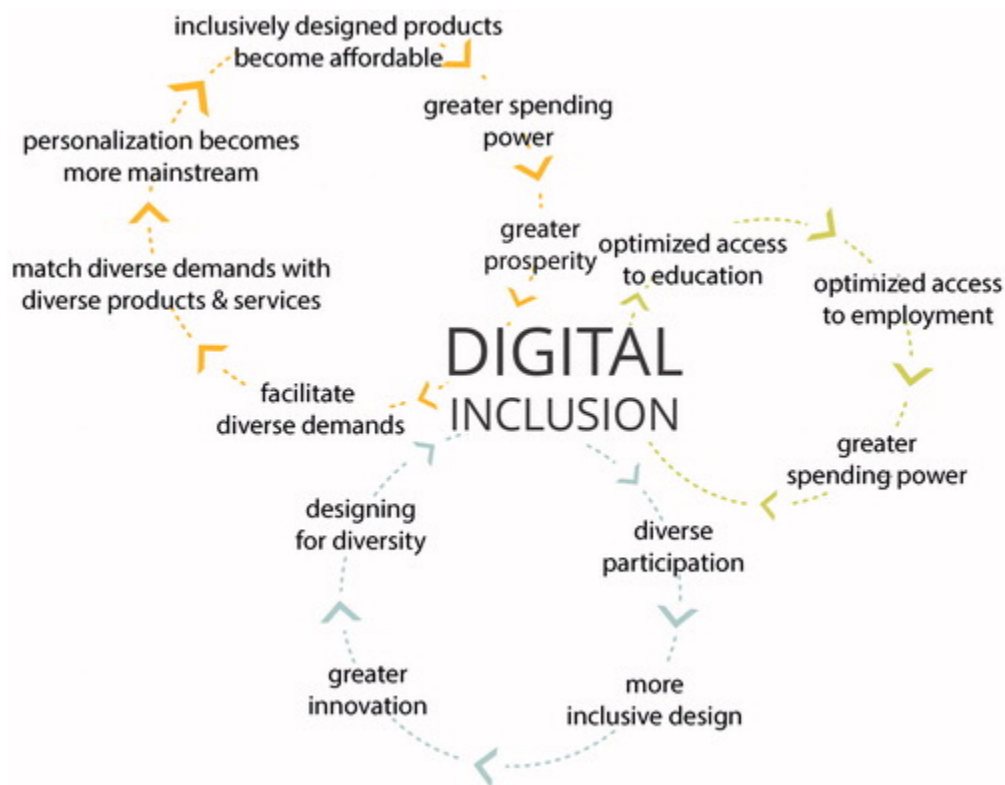 inclusively designed products
become affordable
greater spending
power
personalization becomes
more mainstream
greater
prosperity
optimized access
to education
match diverse demands with
diverse products & services
optimized access
to employment
DIGITAL
INCLUSION
facilitate
diverse demands
greater
spending power
designing
for diversity
diverse
participation
greater
innovation
more
inclusive design